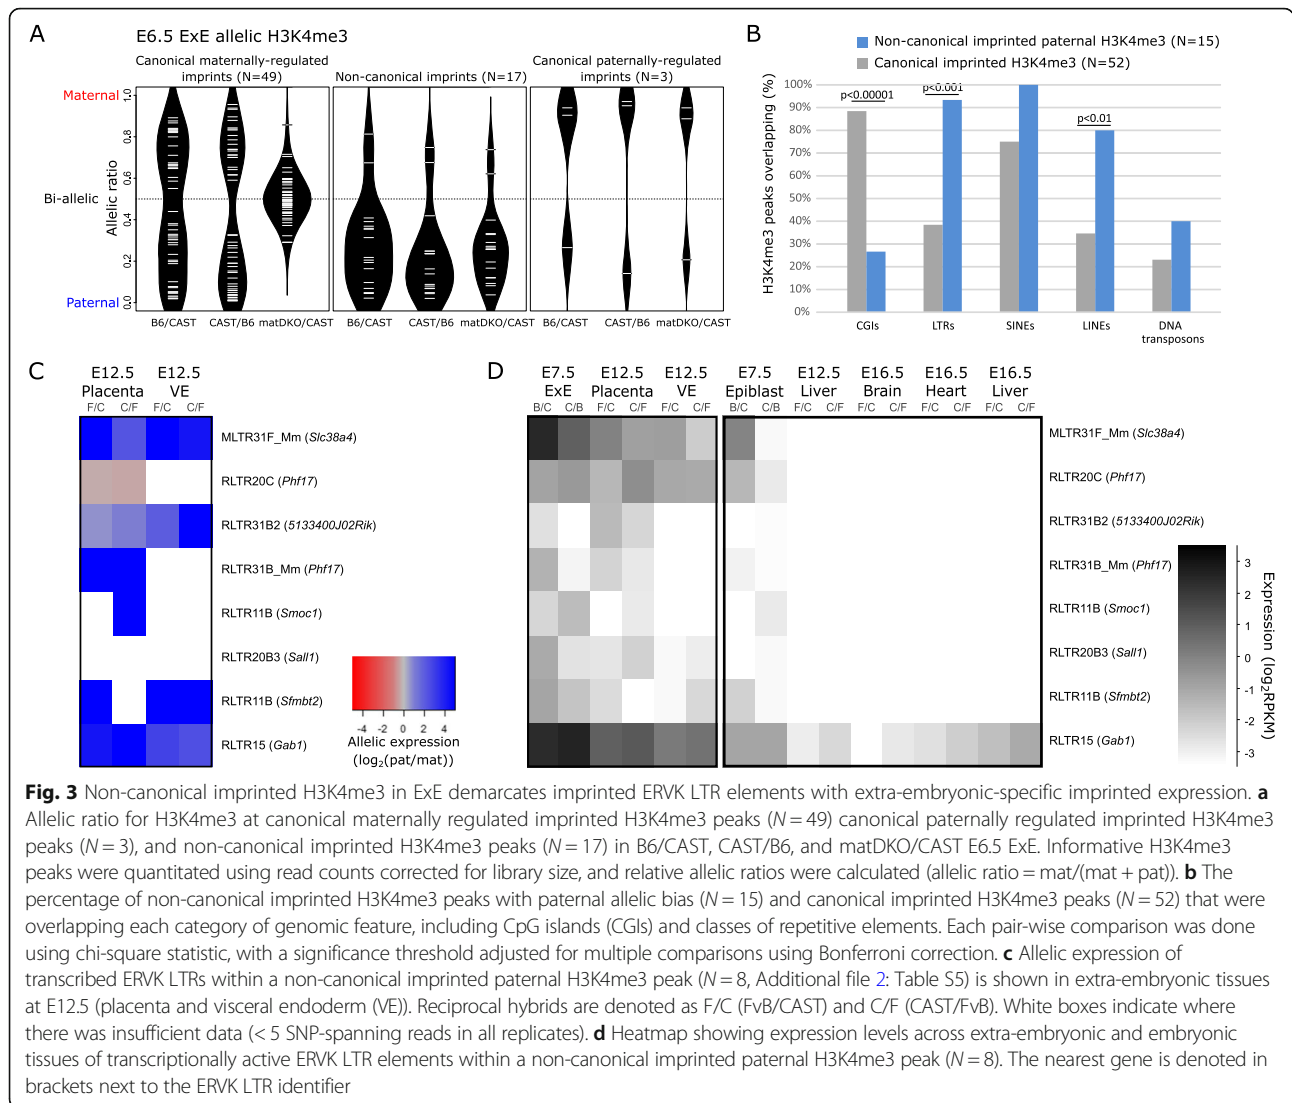 A
E6.5 ExE allelic H3K4me3
Canonical maternally-regulated
imprints (N=49)
Non-canonical imprints (N=17)
Canonical paternally-regulated
imprints (N=3)
Maternal
Bi-allelic
Paternal
Allelic ratio
1.0
0.8
0.6
0.4
0.2
0.0
B6/CAST
CAST/B6
matDKO/CAST
B6/CAST
CAST/B6
matDKO/CAST
B6/CAST
CAST/B6
matDKO/CAST
B
Non-canonical imprinted paternal H3K4me3 (N=15)
Canonical imprinted H3K4me3 (N=52)
H3K4me3 peaks overlapping (%)
100%
90%
80%
70%
60%
50%
40%
30%
20%
10%
0%
p<0.00001
p<0.001
p<0.01
CGIs
LTRs
SINEs
LINEs
DNA
transposons
C
E12.5
Placenta
E12.5
VE
F/C C/F F/C C/F
MLTR31F_Mm (Slc38a4)
RLTR20C (Phf17)
RLTR31B2 (5133400J02Rik)
RLTR31B_Mm (Phf17)
RLTR11B (Smoc1)
RLTR20B3 (Sall1)
RLTR11B (Sfmbt2)
RLTR15 (Gab1)
-4 -2 0 2 4
Allelic expression
(log2(pat/mat))
D
E7.5
ExE
E12.5
Placenta
E12.5
VE
E7.5
Epiblast
E12.5
Liver
E16.5
Brain
E16.5
Heart
E16.5
Liver
B/C C/B F/C C/F F/C C/F B/C C/B F/C C/F F/C C/F F/C C/F F/C C/F
MLTR31F_Mm (Slc38a4)
RLTR20C (Phf17)
RLTR31B2 (5133400J02Rik)
RLTR31B_Mm (Phf17)
RLTR11B (Smoc1)
RLTR20B3 (Sall1)
RLTR11B (Sfmbt2)
RLTR15 (Gab1)
3
2
1
0
-1
-2
-3
Expression (log2RPKM)
Fig. 3 Non-canonical imprinted H3K4me3 in ExE demarcates imprinted ERVK LTR elements with extra-embryonic-specific imprinted expression. a
Allelic ratio for H3K4me3 at canonical maternally regulated imprinted H3K4me3 peaks (N = 49) canonical paternally regulated imprinted H3K4me3
peaks (N = 3), and non-canonical imprinted H3K4me3 peaks (N = 17) in B6/CAST, CAST/B6, and matDKO/CAST E6.5 ExE. Informative H3K4me3
peaks were quantitated using read counts corrected for library size, and relative allelic ratios were calculated (allelic ratio = mat/(mat + pat)). b The
percentage of non-canonical imprinted H3K4me3 peaks with paternal allelic bias (N = 15) and canonical imprinted H3K4me3 peaks (N = 52) that were
overlapping each category of genomic feature, including CpG islands (CGIs) and classes of repetitive elements. Each pair-wise comparison was done
using chi-square statistic, with a significance threshold adjusted for multiple comparisons using Bonferroni correction. c Allelic expression of
transcribed ERVK LTRs within a non-canonical imprinted paternal H3K4me3 peak (N = 8, Additional file 2: Table S5) is shown in extra-embryonic tissues
at E12.5 (placenta and visceral endoderm (VE)). Reciprocal hybrids are denoted as F/C (FvB/CAST) and C/F (CAST/FvB). White boxes indicate where
there was insufficient data (< 5 SNP-spanning reads in all replicates). d Heatmap showing expression levels across extra-embryonic and embryonic
tissues of transcriptionally active ERVK LTR elements within a non-canonical imprinted paternal H3K4me3 peak (N = 8). The nearest gene is denoted in
brackets next to the ERVK LTR identifier